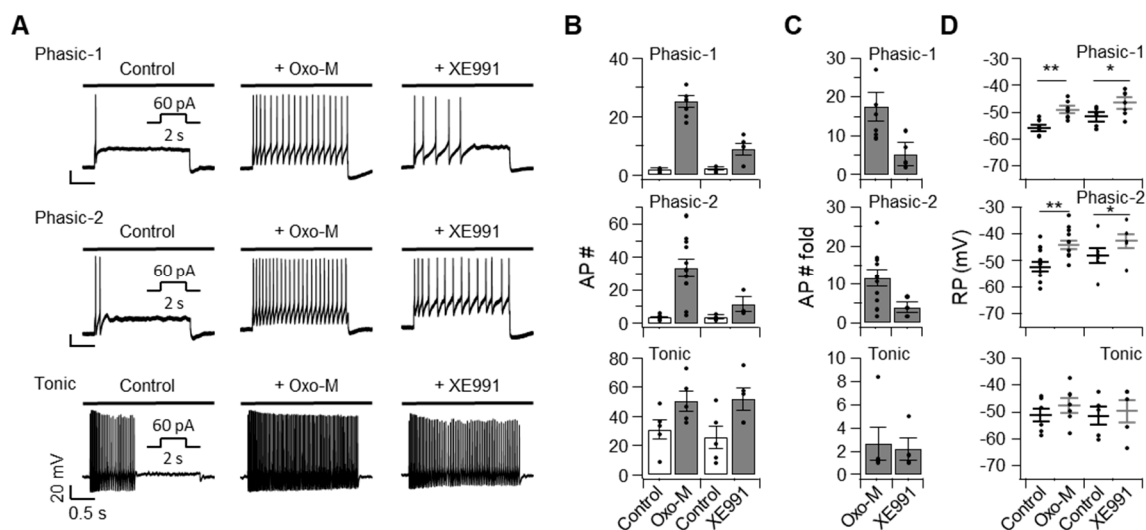 A
Phasic-1
Control
+ Oxo-M
+ XE991
60 pA
2 s
Phasic-2
Control
+ Oxo-M
+ XE991
60 pA
2 s
Tonic
Control
+ Oxo-M
+ XE991
60 pA
2 s
20 mV
0.5 s
B
AP #
Phasic-1
40
20
0
Phasic-2
60
40
20
0
Tonic
80
60
40
20
0
Control
Oxo-M
Control
XE991
C
AP # fold
Phasic-1
30
25
20
15
10
5
0
Phasic-2
30
20
10
0
Tonic
10
8
6
4
2
0
Oxo-M
XE991
D
RP (mV)
Phasic-1
-30
-40
-50
-60
-70
** *
Phasic-2
-30
-40
-50
-60
-70
** *
Tonic
-30
-40
-50
-60
-70
Control
Oxo-M
Control
XE991